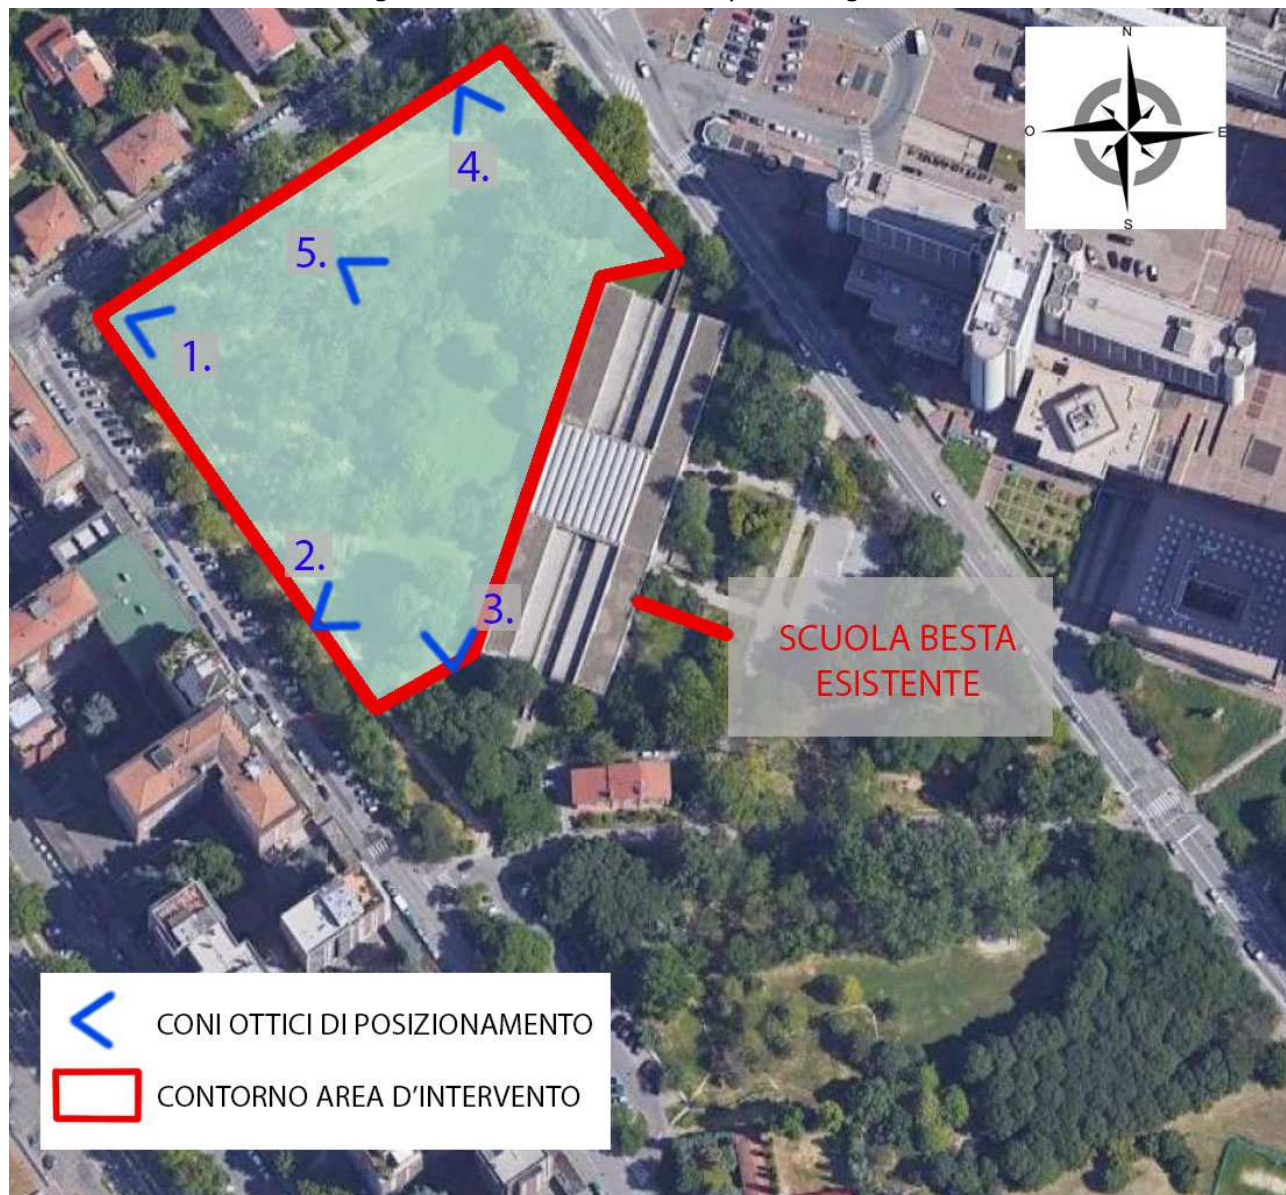 N
O
E
S
4.
5.
1.
2.
3.
SCUOLA BESTA
ESISTENTE
CONI OTTICI DI POSIZIONAMENTO
CONTORNO AREA D'INTERVENTO